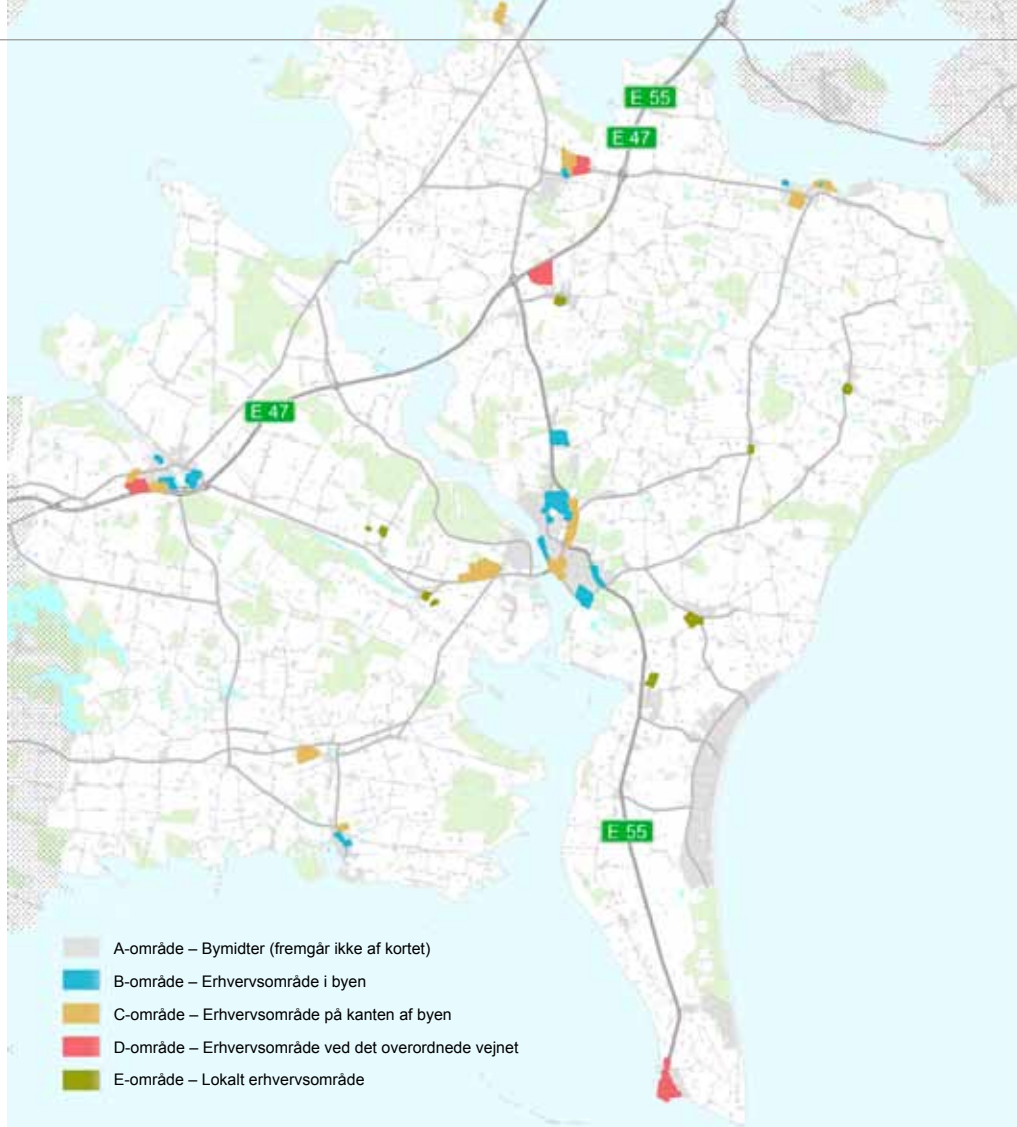 E 55
E 47
E 47
E 55
A-område – Bymidter (fremgår ikke af kortet)
B-område – Erhvervsområde i byen
C-område – Erhvervsområde på kanten af byen
D-område – Erhvervsområde ved det overordnede vejnet
E-område – Lokalt erhvervsområde